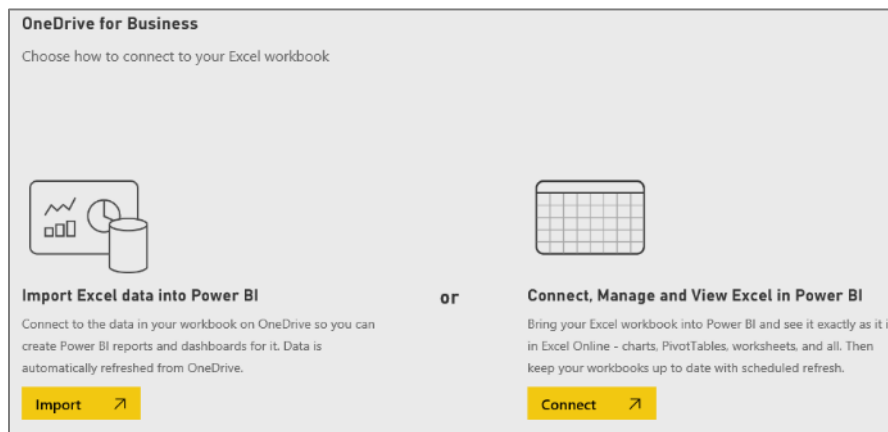 OneDrive for Business
Choose how to connect to your Excel workbook
Import Excel data into Power BI
Connect to the data in your workbook on OneDrive so you can
create Power BI reports and dashboards for it. Data is
automatically refreshed from OneDrive.
Import
or
Connect, Manage and View Excel in Power BI
Bring your Excel workbook into Power BI and see it exactly as it i
in Excel Online - charts, PivotTables, worksheets, and all. Then
keep your workbooks up to date with scheduled refresh.
Connect